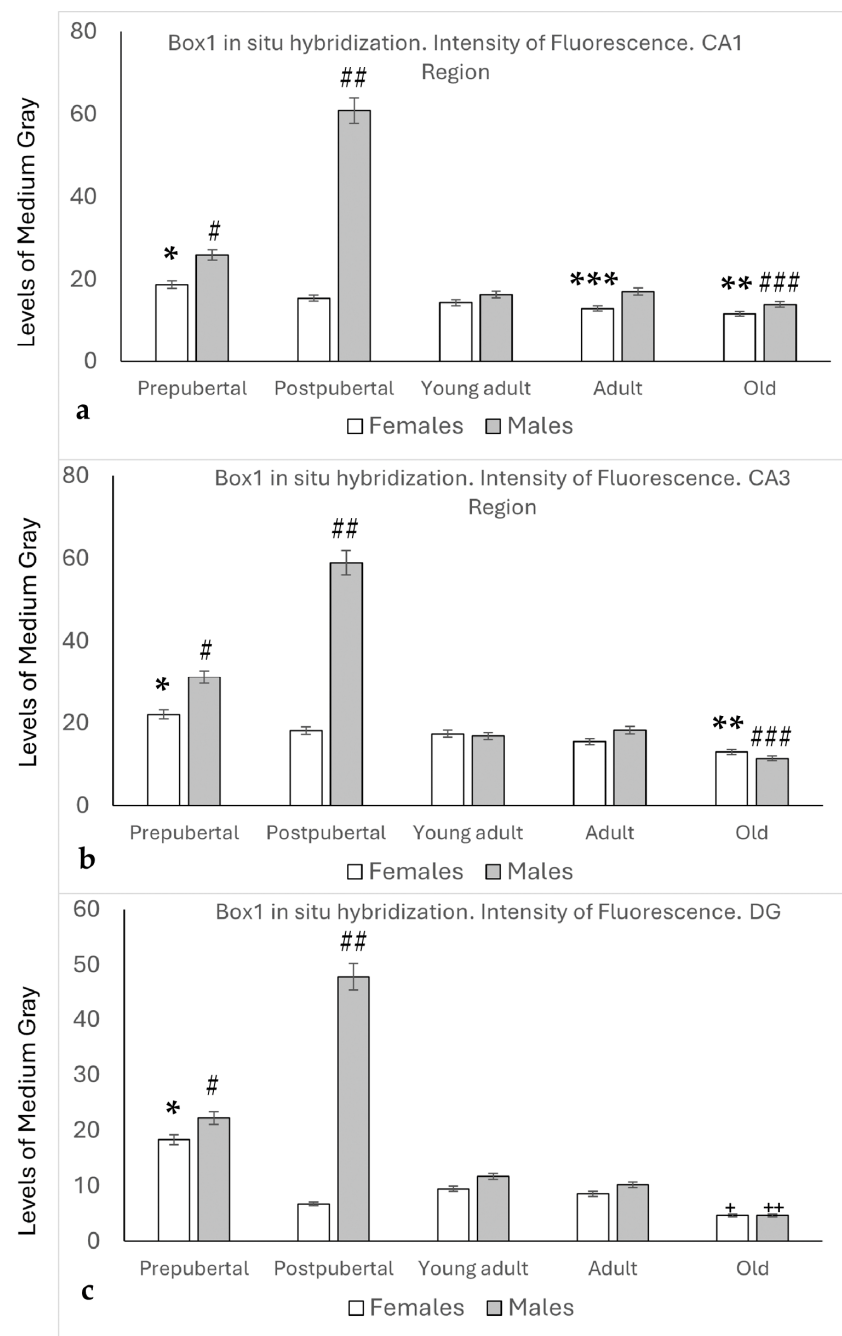 Box1 in situ hybridization. Intensity of Fluorescence. CA1
Region
Levels of Medium Gray
80
60
40
20
0
*
#
##
***
**
###
Prepubertal
Postpubertal
Young adult
Adult
Old
a
Females
Males
Box1 in situ hybridization. Intensity of Fluorescence. CA3
Region
Levels of Medium Gray
80
60
40
20
0
*
#
##
**
###
Prepubertal
Postpubertal
Young adult
Adult
Old
b
Females
Males
Box1 in situ hybridization. Intensity of Fluorescence. DG
Levels of Medium Gray
60
50
40
30
20
10
0
*
#
##
+
++
Prepubertal
Postpubertal
Young adult
Adult
Old
c
Females
Males